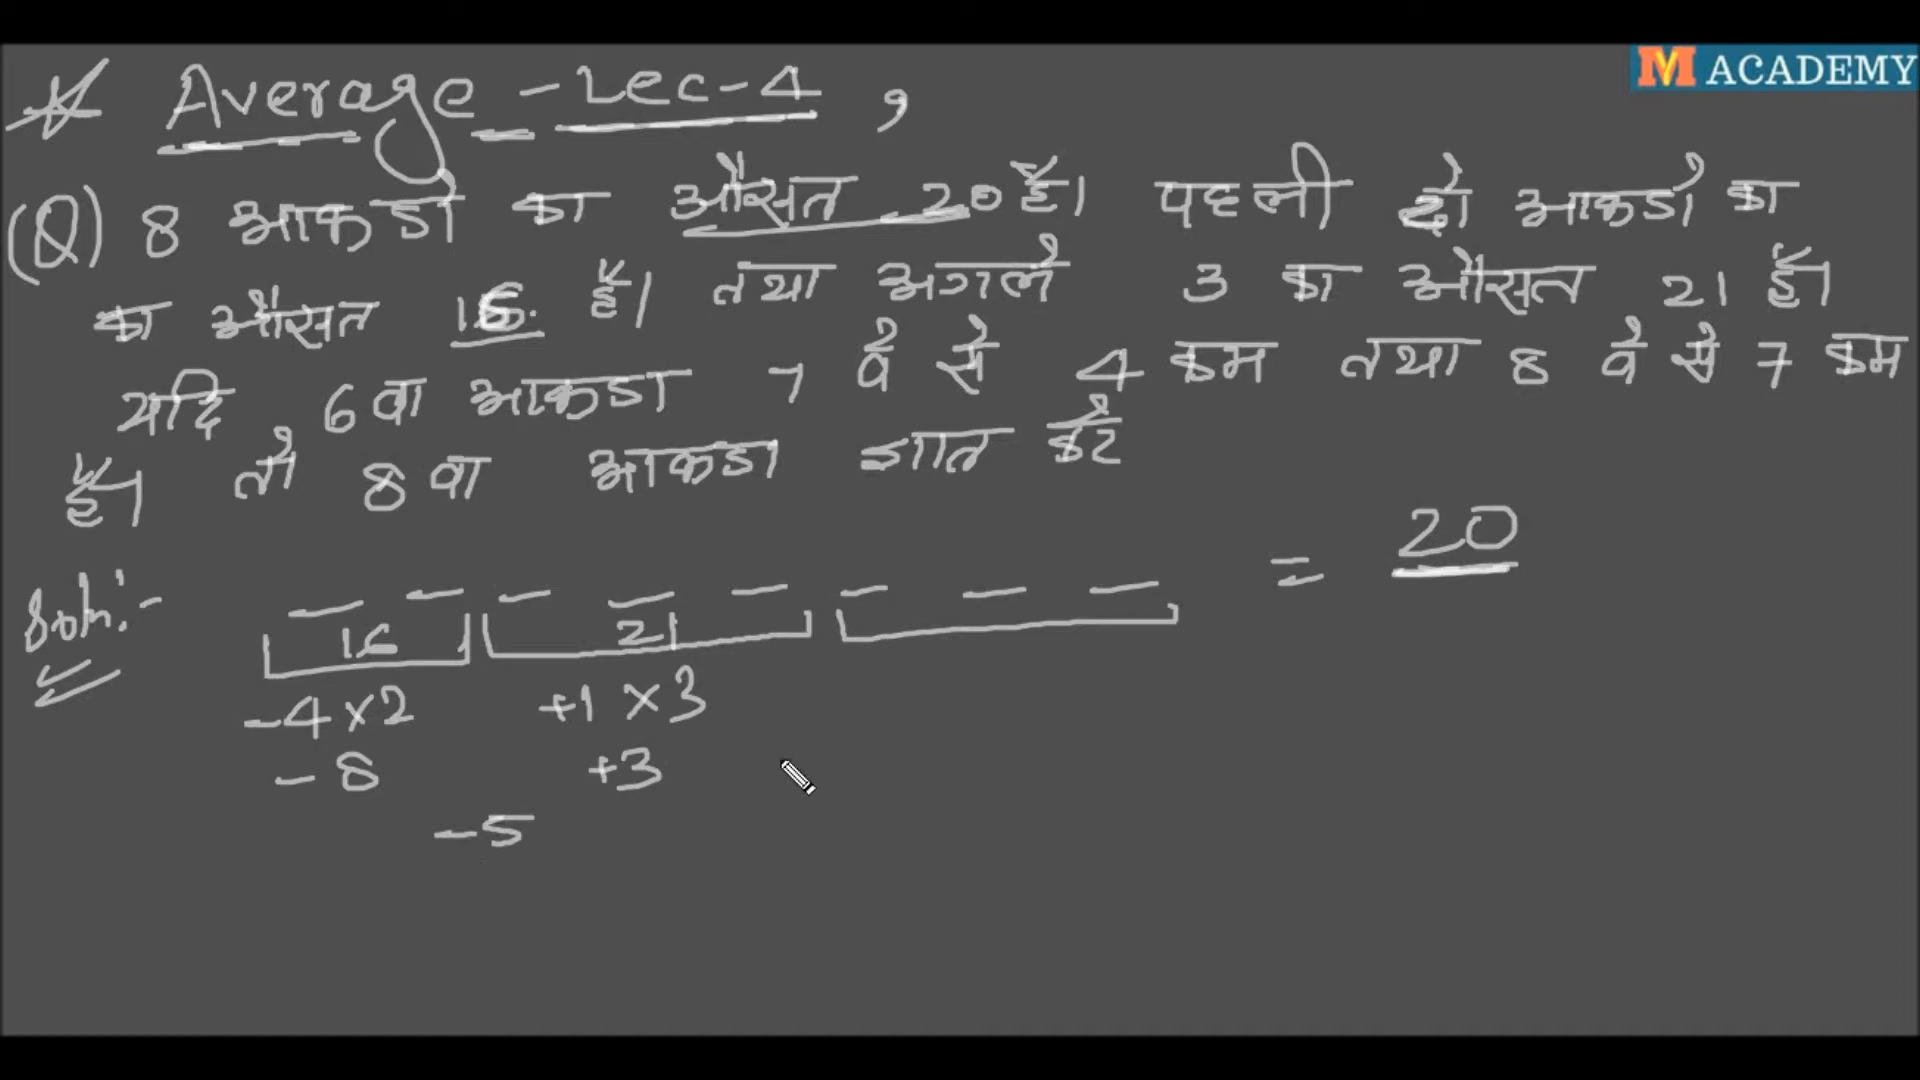 M ACADEMY
Average - Lec-4,
(Q) 8 आकडो का औसत 20 है। पहली दो आकडो का
का औसत 16 है। तथा अगले 3 का औसत 21 है।
यदि 6वा आकडा 7 वे से 4 कम तथा 8 वे से 7 कम
है। तो 8 वा आकडा ज्ञात करे
Soln:-
= 20
16 21
-4×2 +1×3
-8 +3
-5